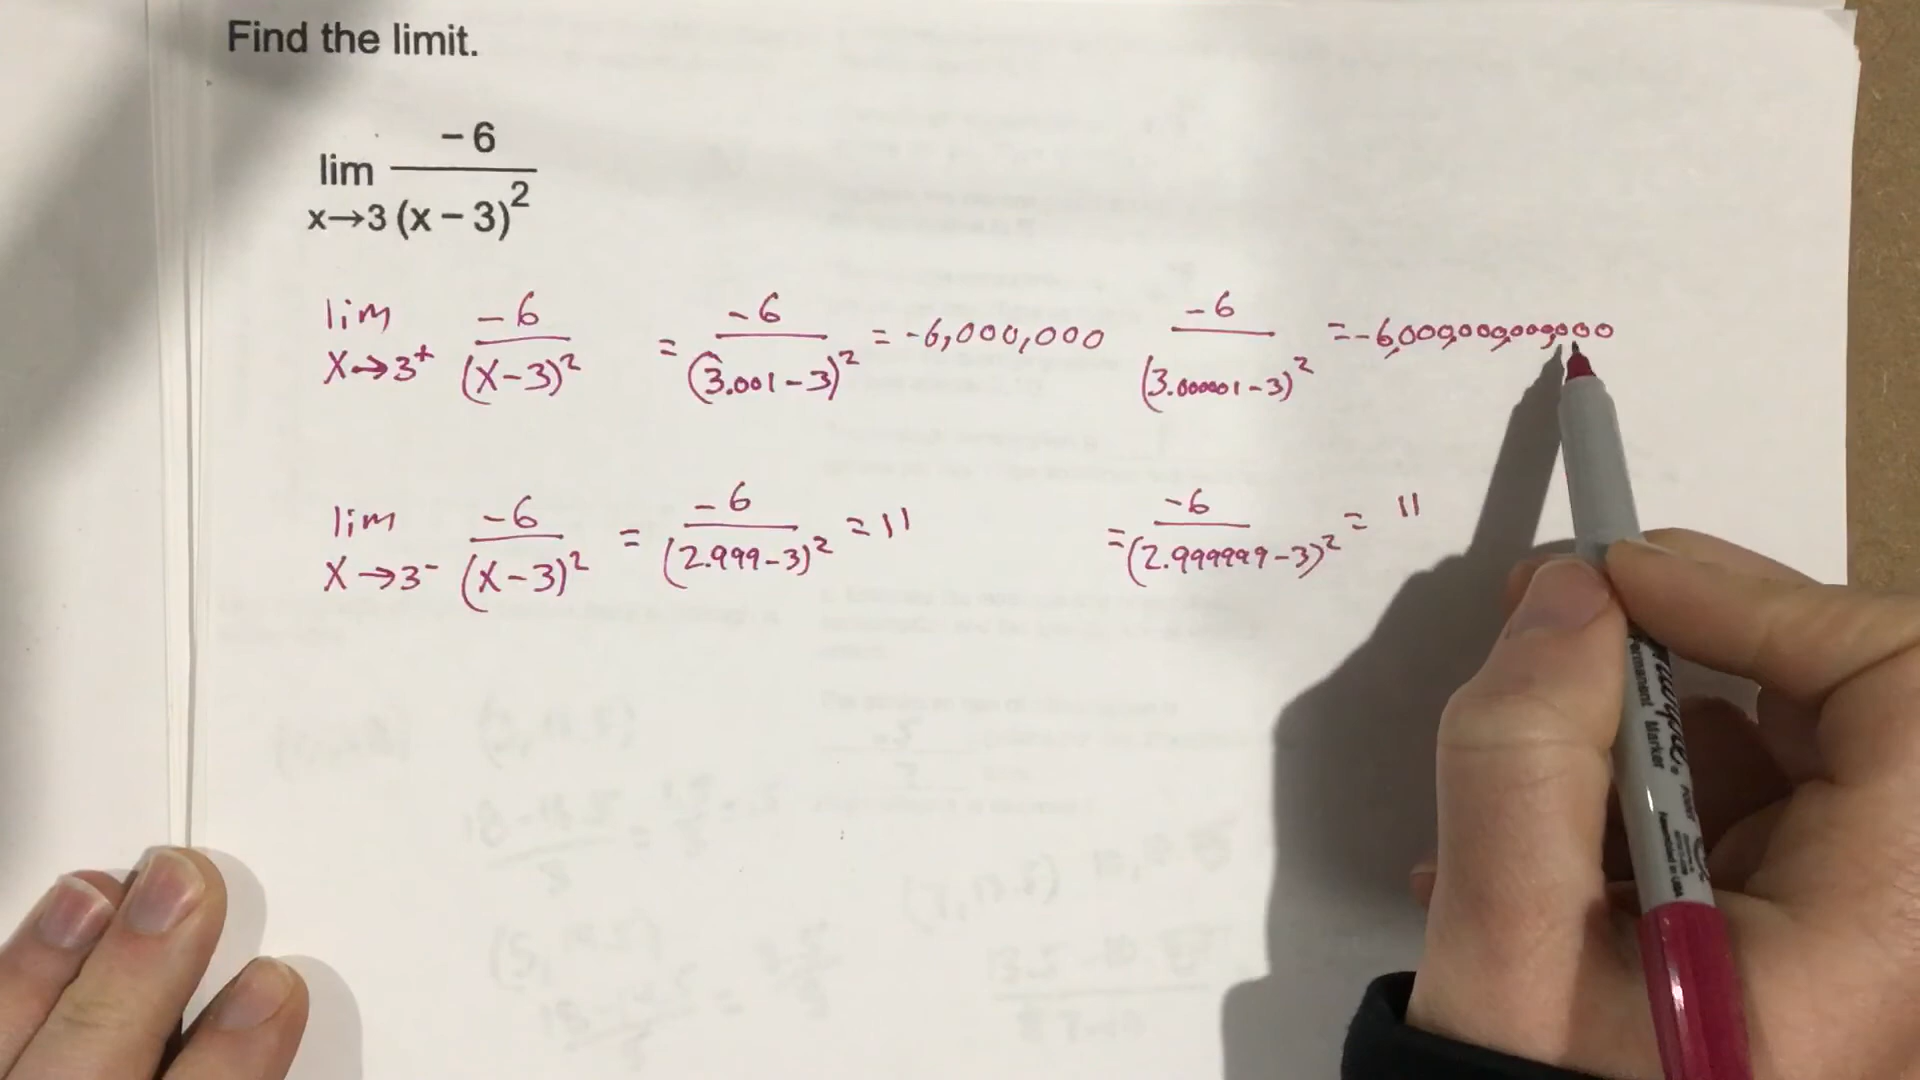 Find the limit.
lim -6 / (x-3)²
x→3
lim x→3⁺ -6/(x-3)² = -6/(3.001-3)² = -6,000,000 -6/(3.000001-3)² = -6,000,000,000,000
lim x→3⁻ -6/(x-3)² = -6/(2.999-3)² = 11 = -6/(2.999999-3)² = 11
Permanent Marker